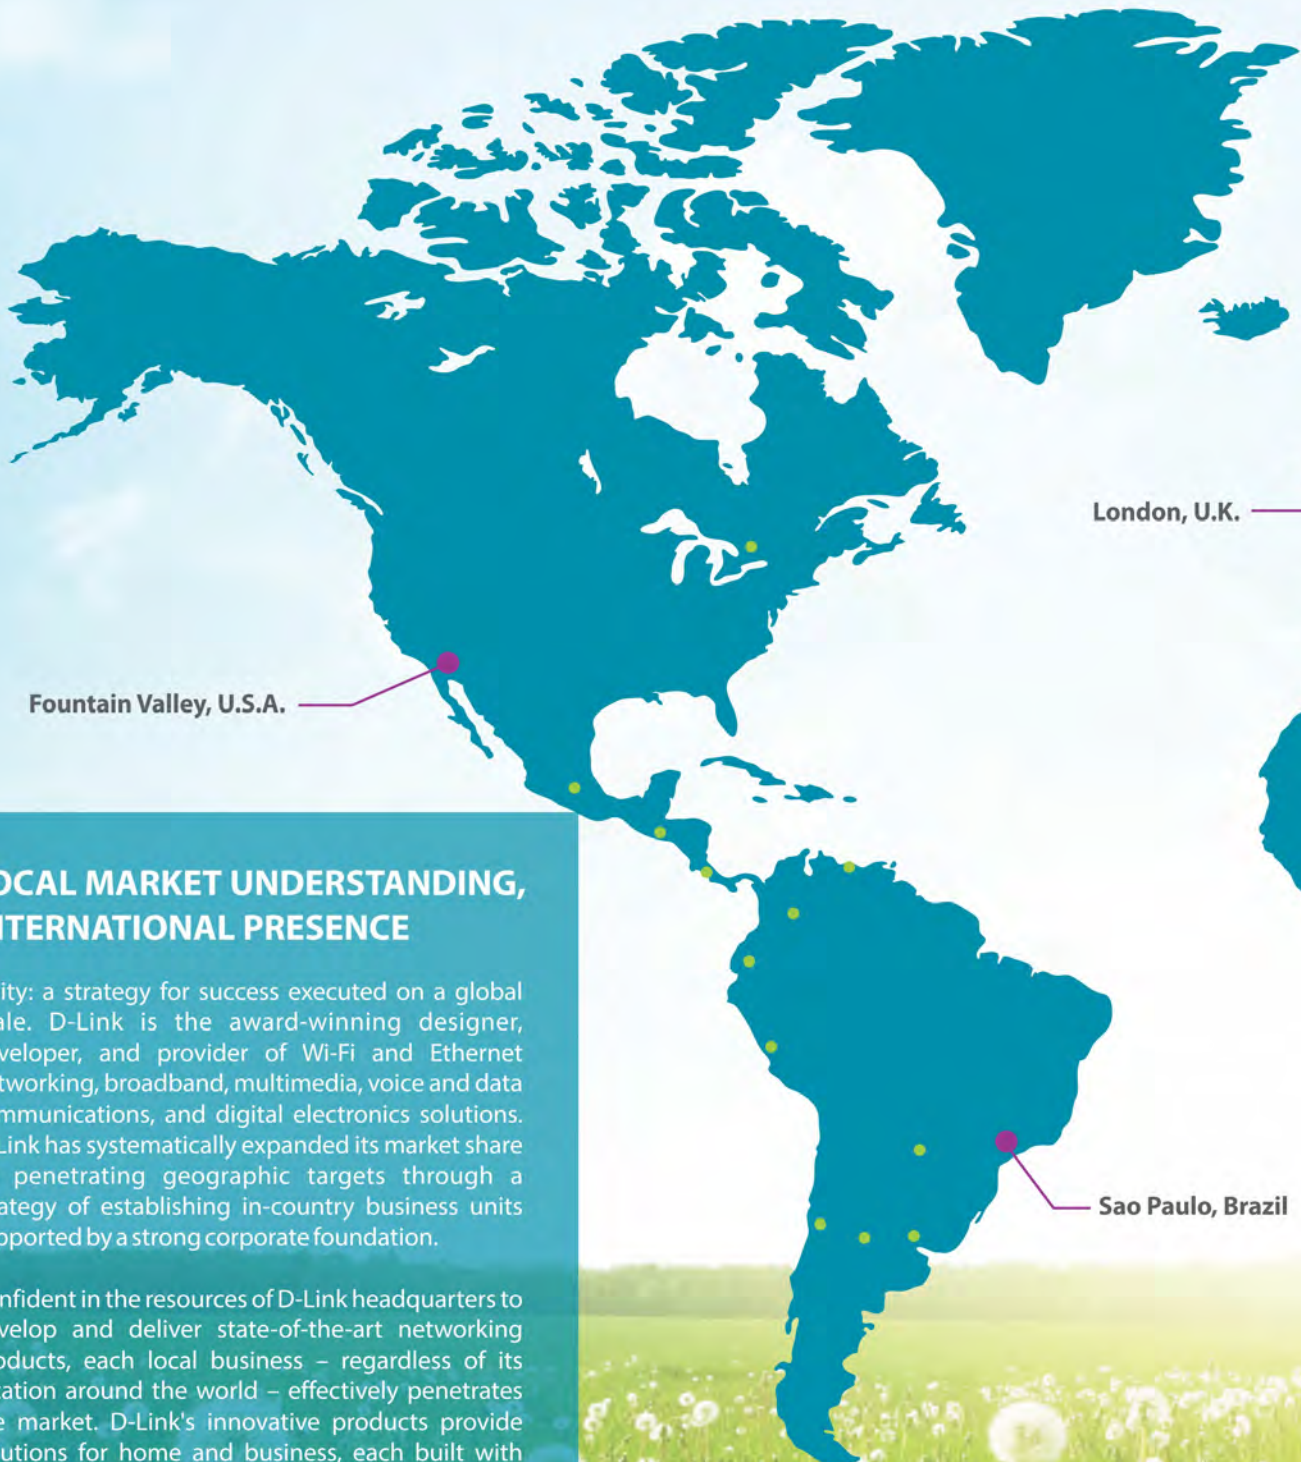 London, U.K.
Fountain Valley, U.S.A.
OCAL MARKET UNDERSTANDING,
TERNATIONAL PRESENCE
ity: a strategy for success executed on a global
ale. D-Link is the award-winning designer,
veloper, and provider of Wi-Fi and Ethernet
tworking, broadband, multimedia, voice and data
mmunications, and digital electronics solutions.
Link has systematically expanded its market share
penetrating geographic targets through a
ategy of establishing in-country business units
pported by a strong corporate foundation.
nfident in the resources of D-Link headquarters to
velop and deliver state-of-the-art networking
oducts, each local business – regardless of its
cation around the world – effectively penetrates
e market. D-Link's innovative products provide
utions for home and business, each built with
Sao Paulo, Brazil